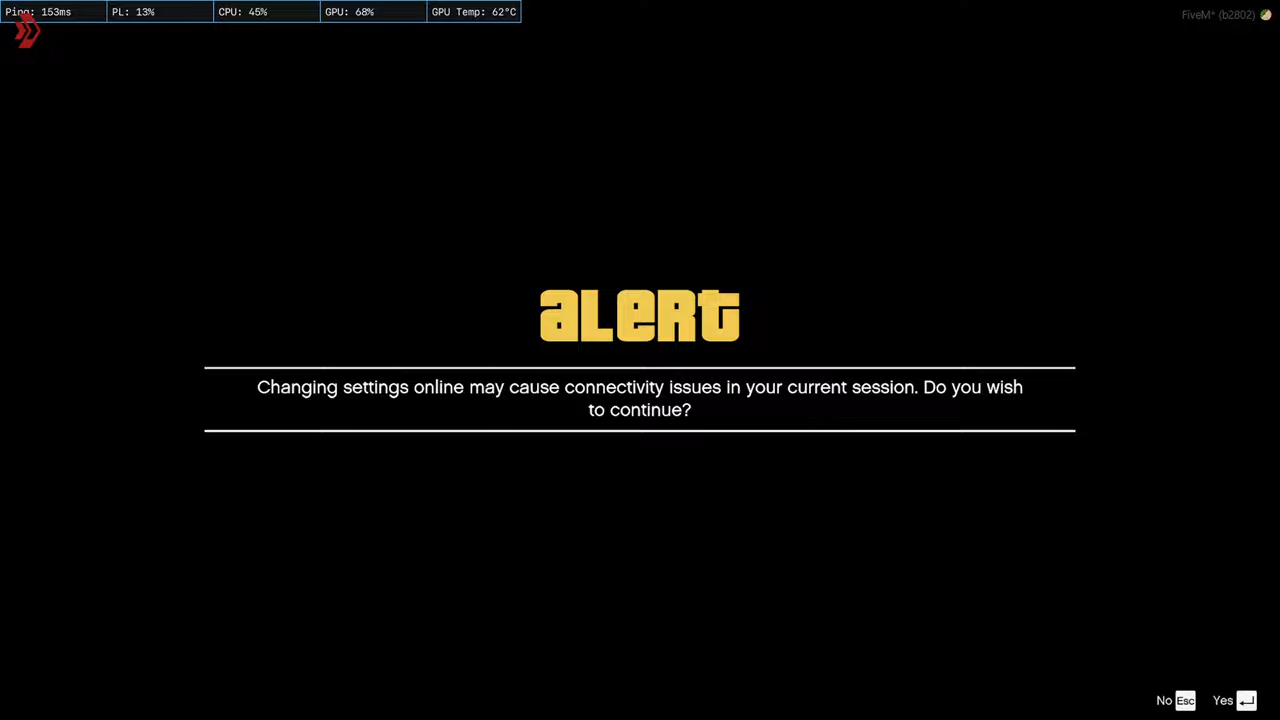 Ping: 153ms PL: 13% CPU: 45% GPU: 68% GPU Temp: 62°C
FiveM* (b2802)
aLeRt
Changing settings online may cause connectivity issues in your current session. Do you wish
to continue?
No Esc Yes